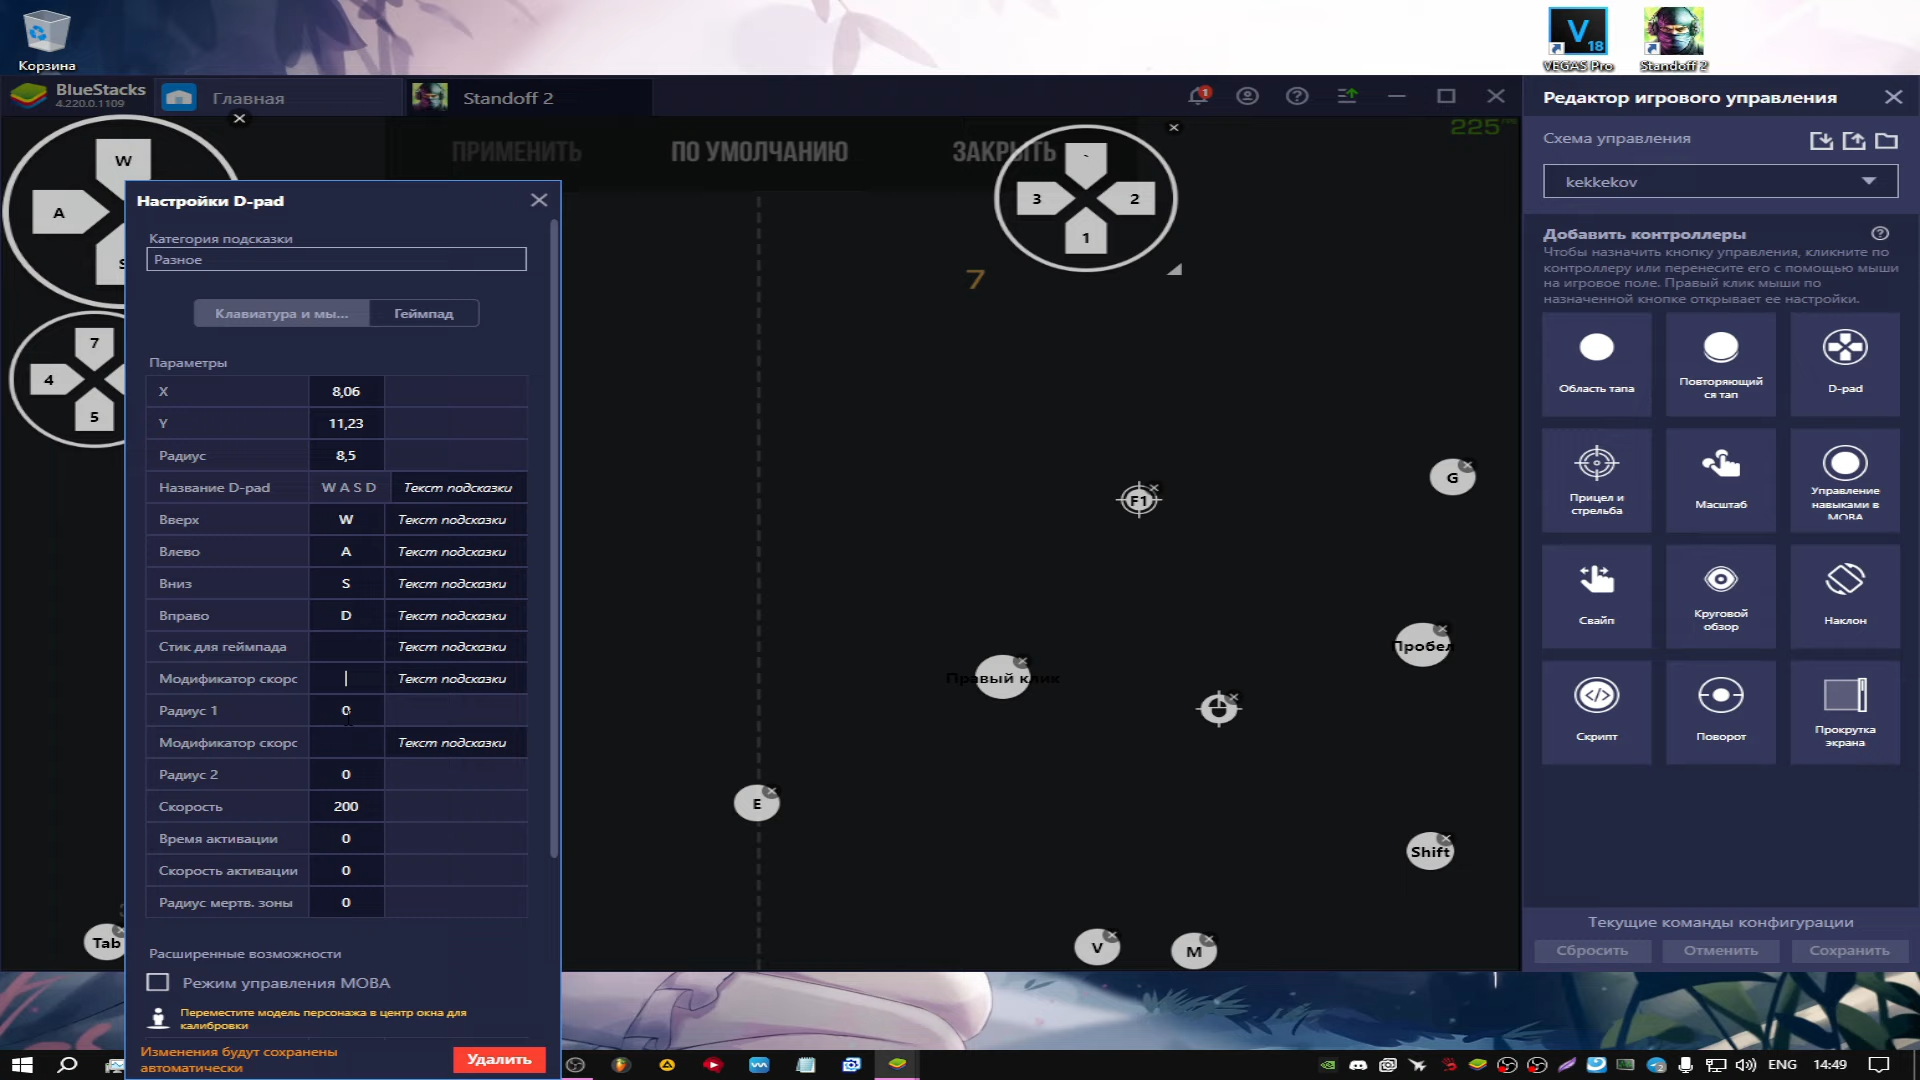 Корзина
VEGAS Pro
V
18
Standoff 2
BlueStacks
4.220.0.1109
Главная
Standoff 2
1
225
Редактор игрового управления
Схема управления
kekkekov
Добавить контроллеры
Чтобы назначить кнопку управления, кликните по
контроллеру или перенесите его с помощью мыши
на игровое поле. Правый клик мыши по
назначенной кнопке открывает ее настройки.
Область тапа
Повторяющий
ся тап
D-pad
Прицел и
стрельба
Масштаб
Управление
навыками в
MOBA
Свайп
Круговой
обзор
Наклон
Скрипт
Поворот
Прокрутка
экрана
Текущие команды конфигурации
Сбросить
Отменить
Сохранить
ПРИМЕНИТЬ
ПО УМОЛЧАНИЮ
ЗАКРЫТЬ
W
A
S
7
4
5
Tab
`
3
2
1
7
F1
G
Пробел
Правый клик
E
Shift
V
M
Настройки D-pad
Категория подсказки
Разное
Клавиатура и мы...
Геймпад
Параметры
X 8,06
Y 11,23
Радиус 8,5
Название D-pad W A S D Текст подсказки
Вверх W Текст подсказки
Влево A Текст подсказки
Вниз S Текст подсказки
Вправо D Текст подсказки
Стик для геймпада Текст подсказки
Модификатор скорс Текст подсказки
Радиус 1 0
Модификатор скорс Текст подсказки
Радиус 2 0
Скорость 200
Время активации 0
Скорость активации 0
Радиус мертв. зоны 0
Расширенные возможности
Режим управления MOBA
Переместите модель персонажа в центр окна для
калибровки
Изменения будут сохранены
автоматически
Удалить
ENG
14:49